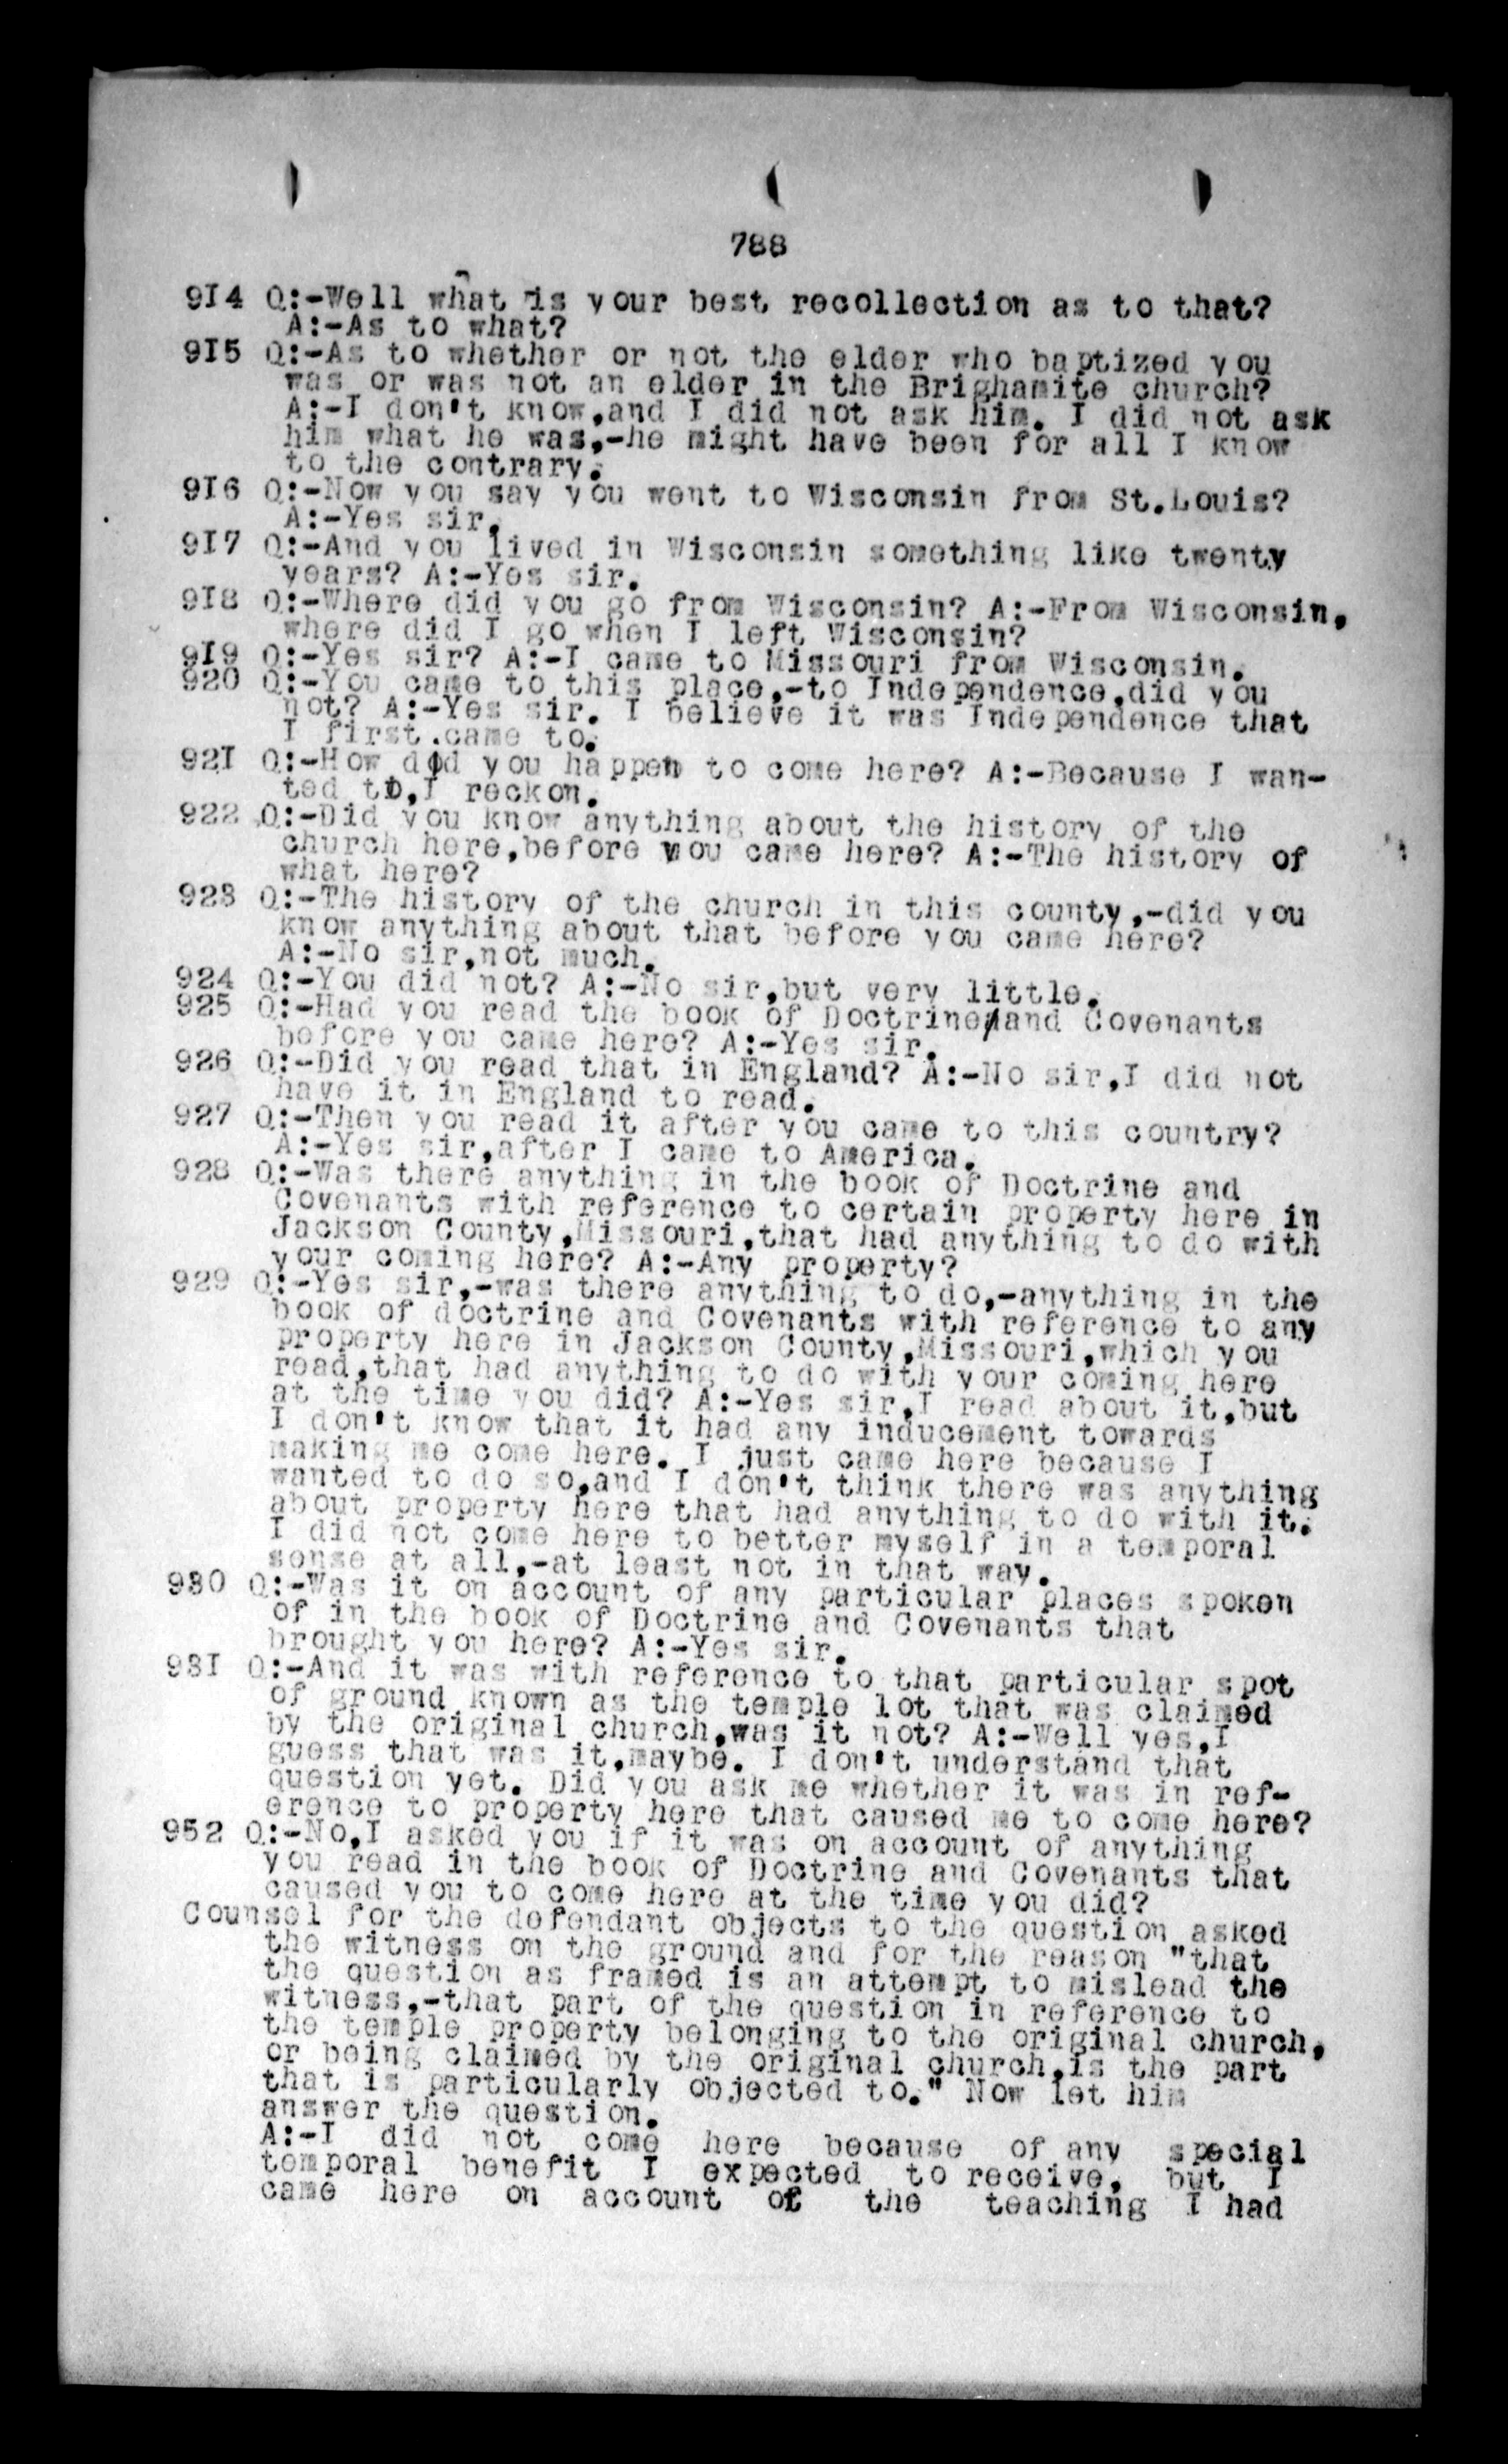 788
914 Q:-Well what is your best recollection as to that?
A:-As to what?
915 Q:-As to whether or not the elder who baptized you
was or was not an elder in the Brighamite church?
A:-I don't know,and I did not ask him. I did not ask
him what he was,-he might have been for all I know
to the contrary.
916 Q:-Now you say you went to Wisconsin from St.Louis?
A:-Yes sir.
917 Q:-And you lived in Wisconsin something like twenty
years? A:-Yes sir.
918 Q:-Where did you go from Wisconsin? A:-From Wisconsin,
where did I go when I left Wisconsin?
919 Q:-Yes sir? A:-I came to Missouri from Wisconsin.
920 Q:-You came to this place,-to Independence,did you
not? A:-Yes sir. I believe it was Independence that
I first.came to.
921 Q:-How did you happen to come here? A:-Because I wan-
ted to,I reckon.
922 Q:-Did you know anything about the history of the
church here,before you came here? A:-The history of
what here?
923 Q:-The history of the church in this county,-did you
know anything about that before you came here?
A:-No sir,not much.
924 Q:-You did not? A:-No sir,but very little.
925 Q:-Had you read the book of Doctrine/and Covenants
before you came here? A:-Yes sir.
926 Q:-Did you read that in England? A:-No sir,I did not
have it in England to read.
927 Q:-Then you read it after you came to this country?
A:-Yes sir,after I came to America.
928 Q:-Was there anything in the book of Doctrine and
Covenants with reference to certain property here in
Jackson County,Missouri,that had anything to do with
your coming here? A:-Any property?
929 Q:-Yes sir,-was there anything to do,-anything in the
book of doctrine and Covenants with reference to any
property here in Jackson County,Missouri,which you
read,that had anything to do with your coming here
at the time you did? A:-Yes sir,I read about it,but
I don't know that it had any inducement towards
making me come here. I just came here because I
wanted to do so,and I don't think there was anything
about property here that had anything to do with it.
I did not come here to better myself in a temporal
sense at all,-at least not in that way.
930 Q:-Was it on account of any particular places spoken
of in the book of Doctrine and Covenants that
brought you here? A:-Yes sir.
931 Q:-And it was with reference to that particular spot
of ground known as the temple lot that was claimed
by the original church,was it not? A:-Well yes,I
guess that was it,maybe. I don't understand that
question yet. Did you ask me whether it was in ref-
erence to property here that caused me to come here?
952 Q:-No,I asked you if it was on account of anything
you read in the book of Doctrine and Covenants that
caused you to come here at the time you did?
Counsel for the defendant objects to the question asked
the witness on the ground and for the reason "that
the question as framed is an attempt to mislead the
witness,-that part of the question in reference to
the temple property belonging to the original church,
or being claimed by the original church,is the part
that is particularly objected to." Now let him
answer the question.
A:-I did not come here because of any special
temporal benefit I expected to receive, but I
came here on account of the teaching I had